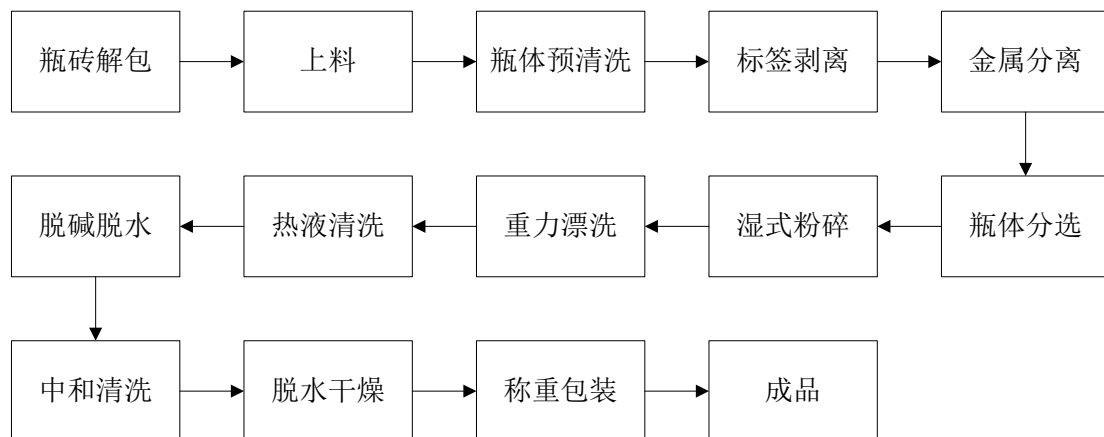 瓶砖解包
上料
瓶体预清洗
标签剥离
金属分离
瓶体分选
湿式粉碎
重力漂洗
热液清洗
脱碱脱水
中和清洗
脱水干燥
称重包装
成品